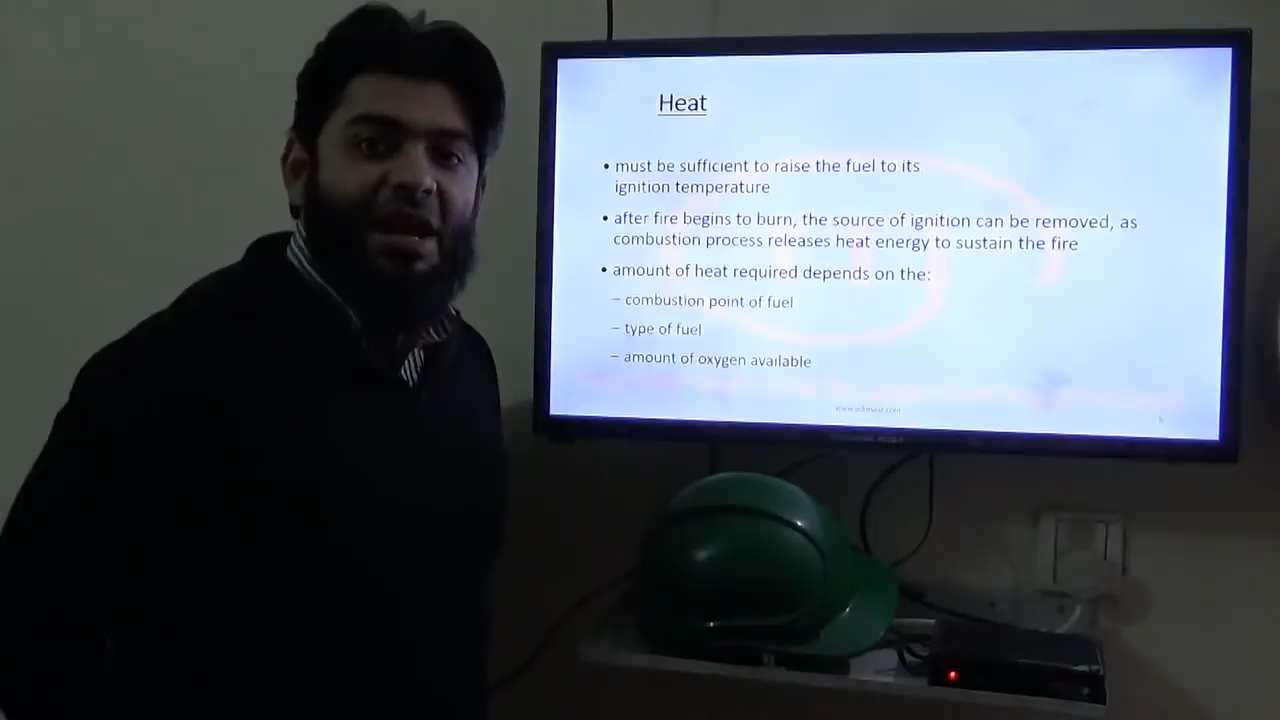 Heat
• must be sufficient to raise the fuel to its
ignition temperature
• after fire begins to burn, the source of ignition can be removed, as
combustion process releases heat energy to sustain the fire
• amount of heat required depends on the:
– combustion point of fuel
– type of fuel
– amount of oxygen available